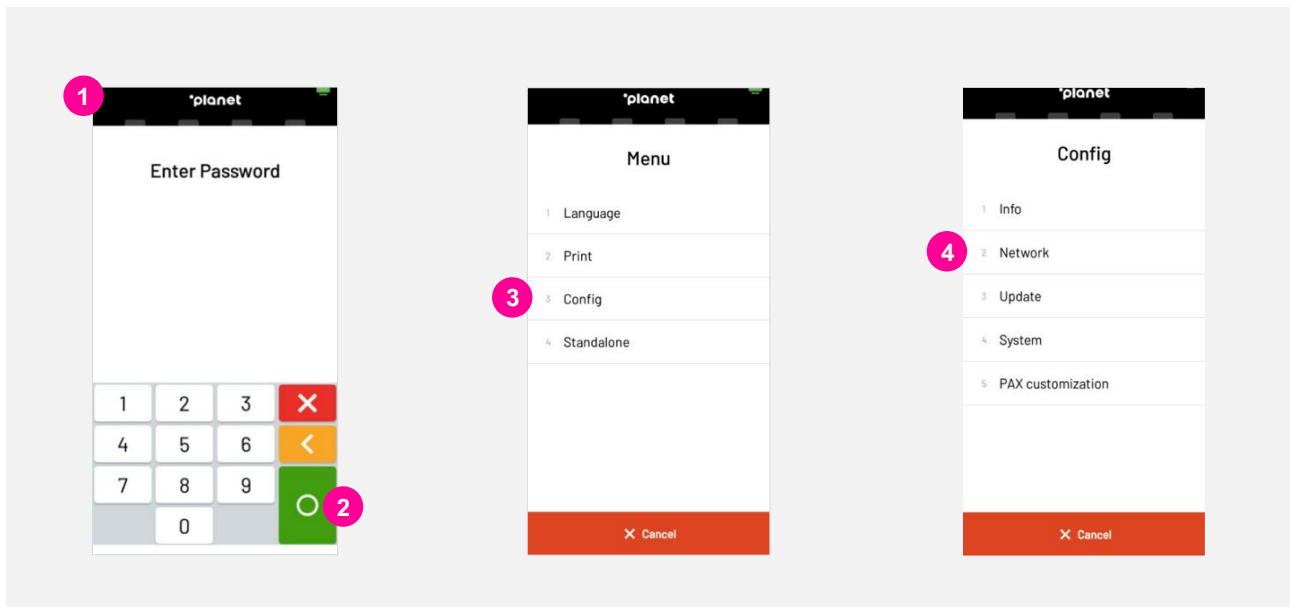 1
planet
Enter Password
1 2 3
4 5 6
7 8 9
0
2
planet
Menu
1 Language
2 Print
3
3 Config
4 Standalone
Cancel
planet
Config
1 Info
4
2 Network
3 Update
4 System
5 PAX customization
Cancel